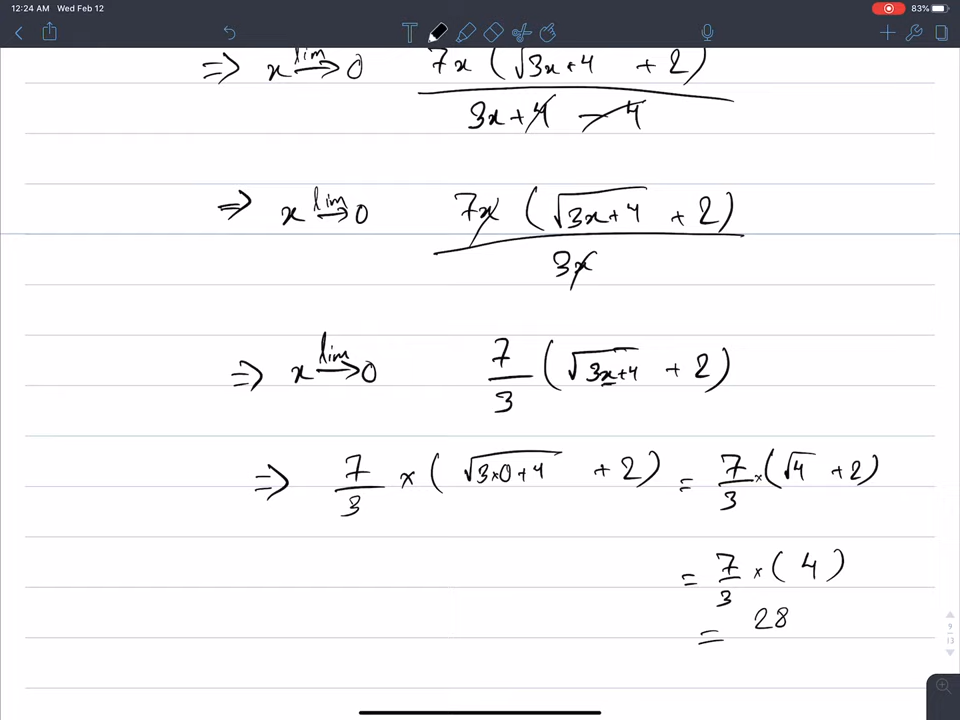 12:24 AM Wed Feb 12 83%
⇒ lim x→0 7x (√3x+4 + 2)
3x+4 − 4
⇒ lim x→0 7x (√3x+4 + 2)
3x
⇒ lim x→0 7/3 (√3x+4 + 2)
⇒ 7/3 × (√3×0+4 + 2) = 7/3 × (√4 + 2)
= 7/3 × (4)
= 28
9
13